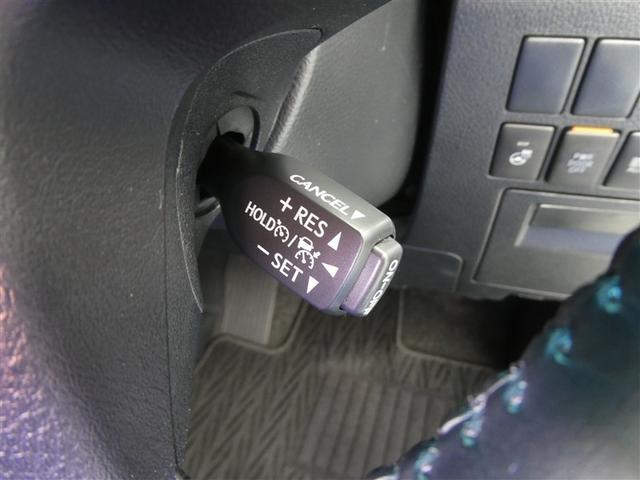 CANCEL
+ RES
HOLD /
− SET
ON-OFF